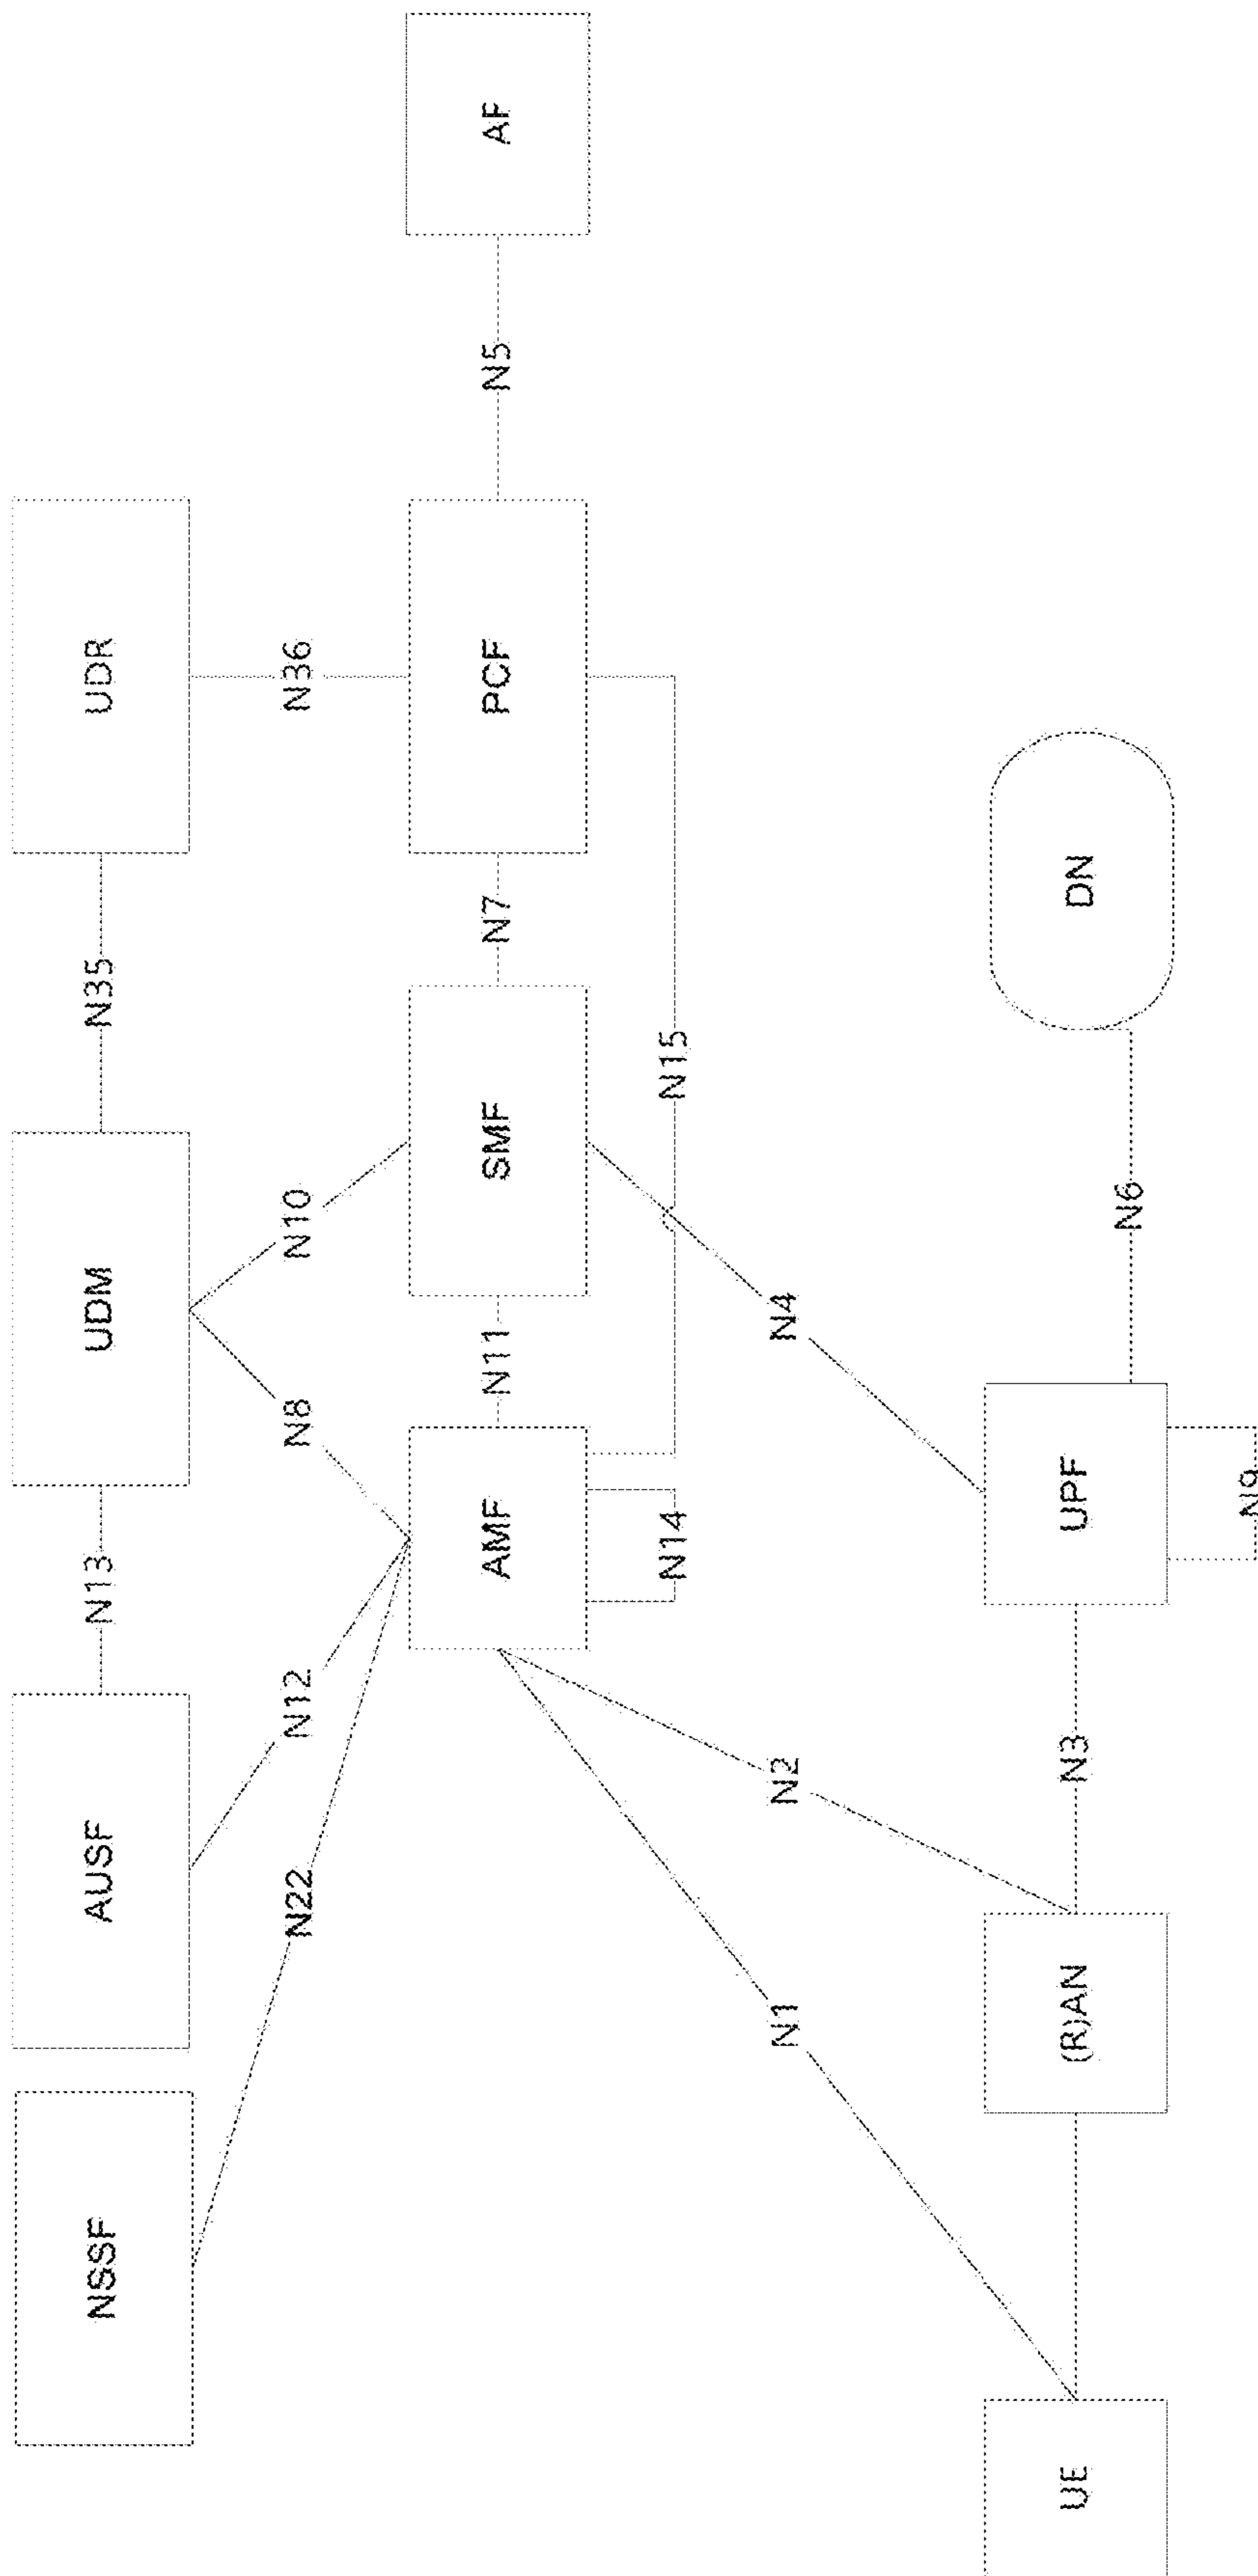 NSSF
AUSF
N13
UDM
N35
UDR
N22
N12
N8
N10
N36
AMF
N11
SMF
N7
PCF
N5
AF
N14
N15
N1
N2
N4
UE
(R)AN
N3
UPF
N6
DN
N9